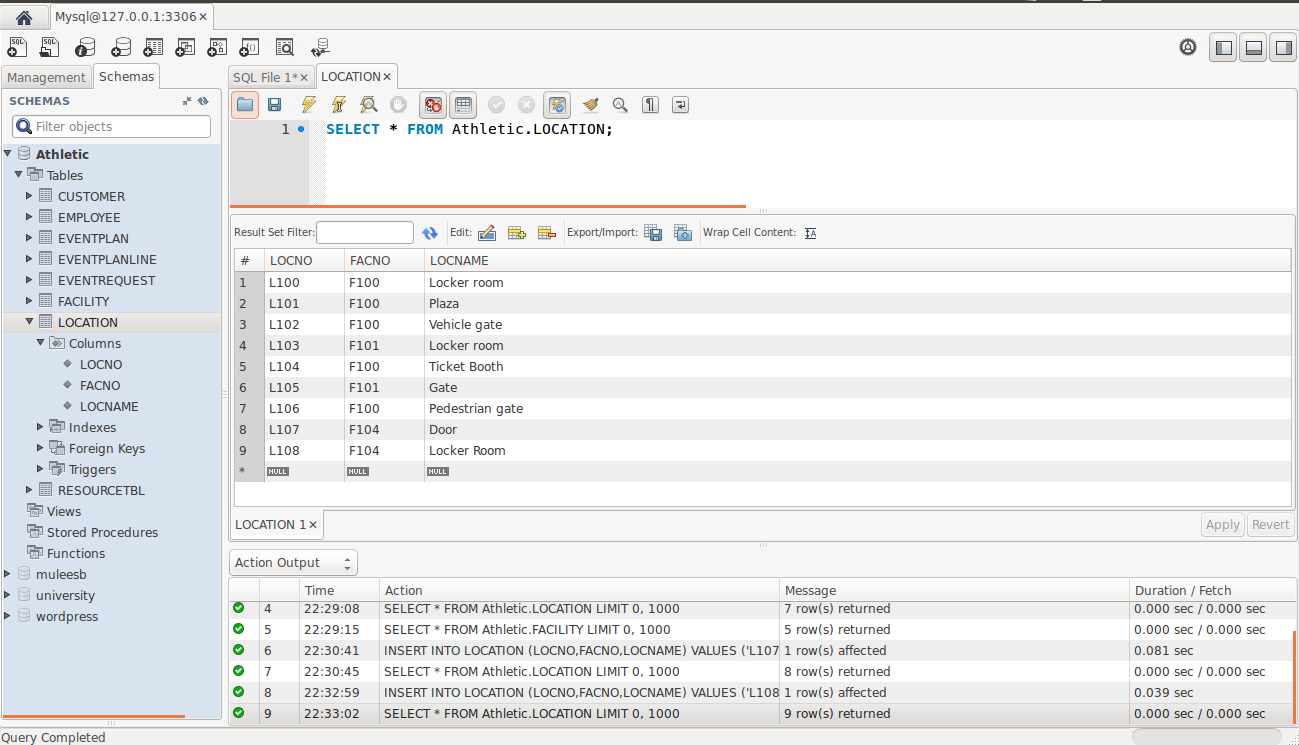 Mysql@127.0.0.1:3306 ×
SQL SQL
Management Schemas SQL File 1* × LOCATION ×
SCHEMAS
Filter objects
1 SELECT * FROM Athletic.LOCATION;
Athletic
Tables
CUSTOMER
EMPLOYEE
EVENTPLAN
EVENTPLANLINE
EVENTREQUEST
FACILITY
LOCATION
Columns
LOCNO
FACNO
LOCNAME
Indexes
Foreign Keys
Triggers
RESOURCETBL
Views
Stored Procedures
Functions
muleesb
university
wordpress
Result Set Filter: Edit: Export/Import: Wrap Cell Content:
# LOCNO FACNO LOCNAME
1 L100 F100 Locker room
2 L101 F100 Plaza
3 L102 F100 Vehicle gate
4 L103 F101 Locker room
5 L104 F100 Ticket Booth
6 L105 F101 Gate
7 L106 F100 Pedestrian gate
8 L107 F104 Door
9 L108 F104 Locker Room
* NULL NULL NULL
LOCATION 1 × Apply Revert
Action Output
Time Action Message Duration / Fetch
4 22:29:08 SELECT * FROM Athletic.LOCATION LIMIT 0, 1000 7 row(s) returned 0.000 sec / 0.000 sec
5 22:29:15 SELECT * FROM Athletic.FACILITY LIMIT 0, 1000 5 row(s) returned 0.000 sec / 0.000 sec
6 22:30:41 INSERT INTO LOCATION (LOCNO,FACNO,LOCNAME) VALUES ('L107 1 row(s) affected 0.081 sec
7 22:30:45 SELECT * FROM Athletic.LOCATION LIMIT 0, 1000 8 row(s) returned 0.000 sec / 0.000 sec
8 22:32:59 INSERT INTO LOCATION (LOCNO,FACNO,LOCNAME) VALUES ('L108 1 row(s) affected 0.039 sec
9 22:33:02 SELECT * FROM Athletic.LOCATION LIMIT 0, 1000 9 row(s) returned 0.000 sec / 0.000 sec
Query Completed